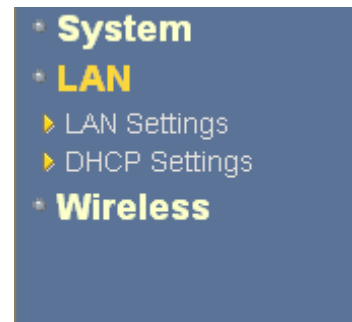 System
LAN
LAN Settings
DHCP Settings
Wireless